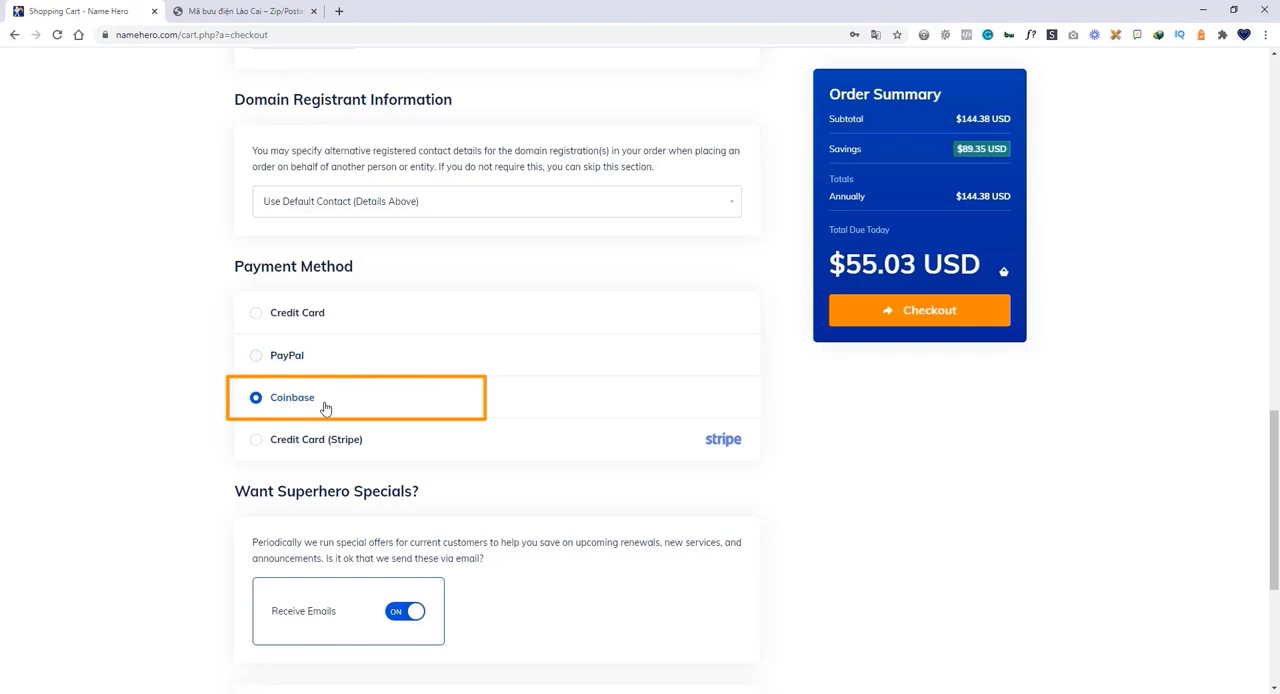 Shopping Cart - Name Hero
Mã bưu điện Lào Cai – Zip/Posta
namehero.com/cart.php?a=checkout
Domain Registrant Information
You may specify alternative registered contact details for the domain registration(s) in your order when placing an
order on behalf of another person or entity. If you do not require this, you can skip this section.
Use Default Contact (Details Above)
Payment Method
Credit Card
PayPal
Coinbase
Credit Card (Stripe)
stripe
Want Superhero Specials?
Periodically we run special offers for current customers to help you save on upcoming renewals, new services, and
announcements. Is it ok that we send these via email?
Receive Emails
ON
Order Summary
Subtotal $144.38 USD
Savings $89.35 USD
Totals
Annually $144.38 USD
Total Due Today
$55.03 USD
Checkout